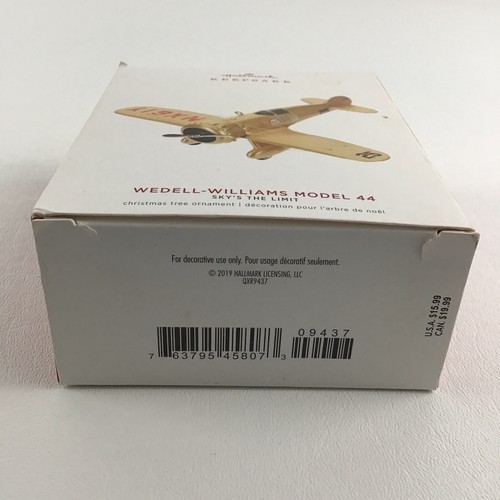 Hallmark
KEEPSAKE
WEDELL-WILLIAMS MODEL 44
SKY'S THE LIMIT
christmas tree ornament | décoration pour l'arbre de noël
For decorative use only. Pour usage décoratif seulement.
© 2019 HALLMARK LICENSING, LLC
QXR9437
09437
7 63795 45807 3
U.S.A. $15.99
CAN. $19.99